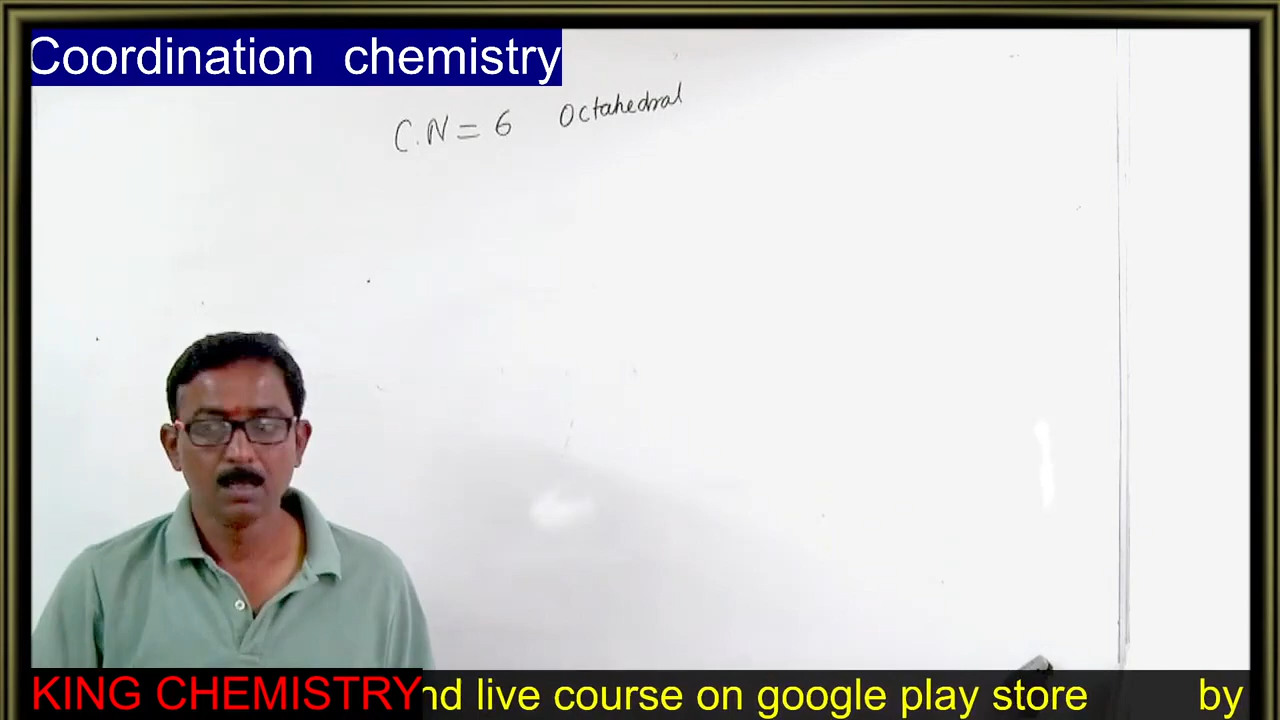 Coordination chemistry
C.N = 6 Octahedral
KING CHEMISTRY nd live course on google play store by